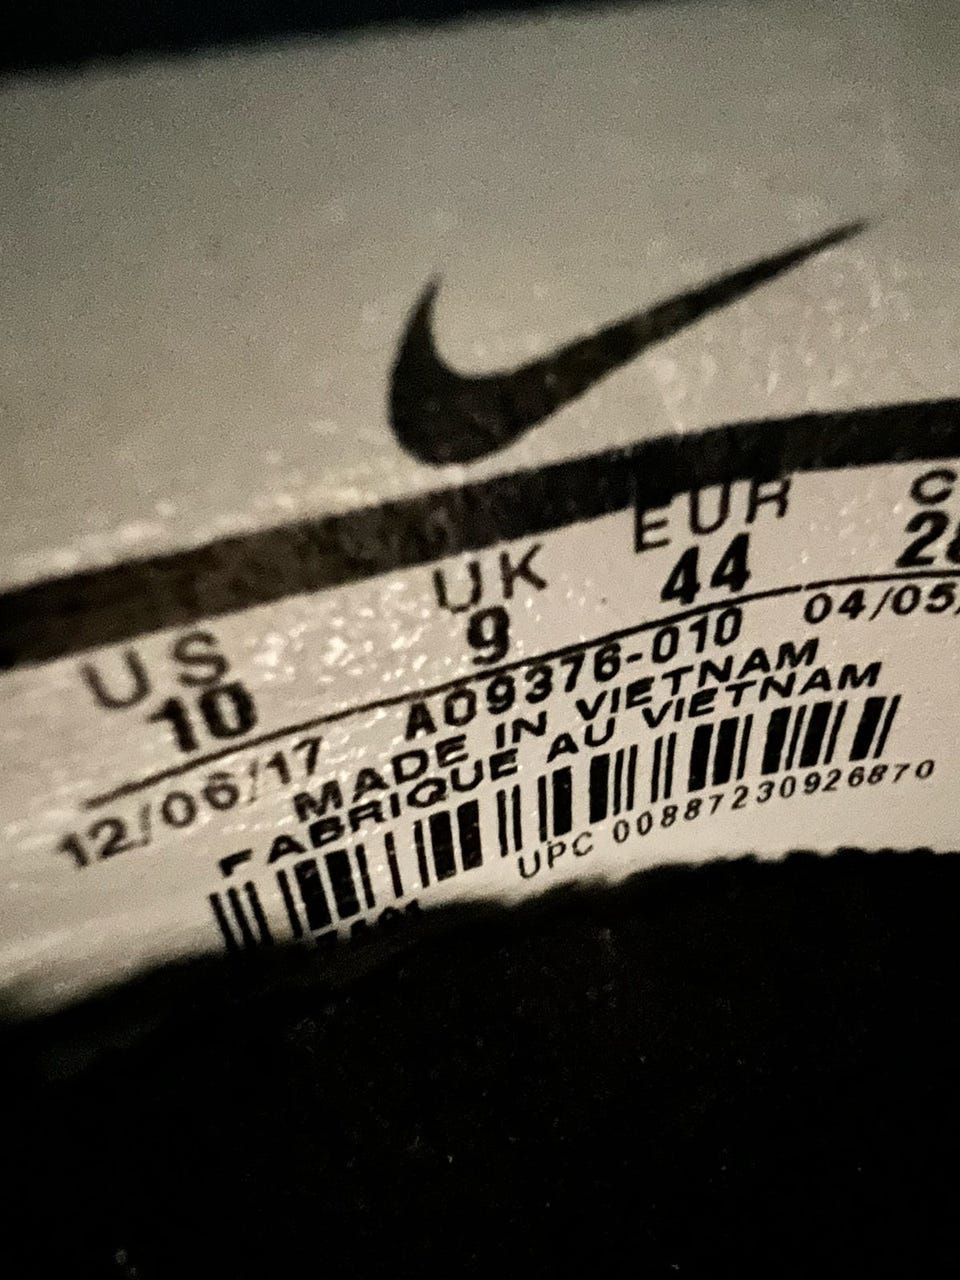 US UK EUR
10 9 44
12/06/17 AO9376-010 04/05/
MADE IN VIETNAM
FABRIQUE AU VIETNAM
UPC 00887230926870